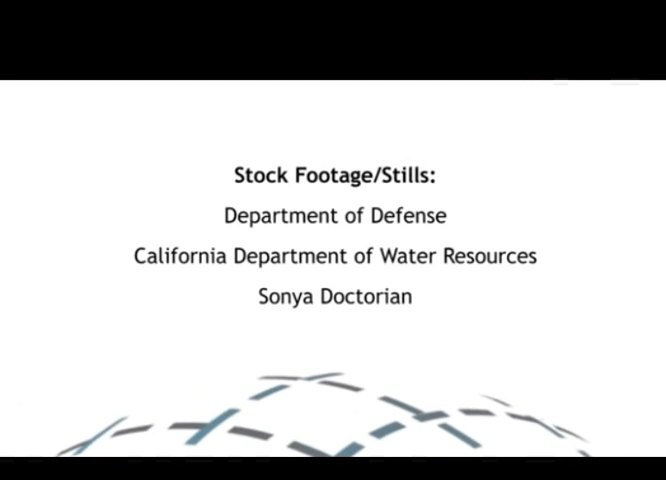 Stock Footage/Stills:
Department of Defense
California Department of Water Resources
Sonya Doctorian